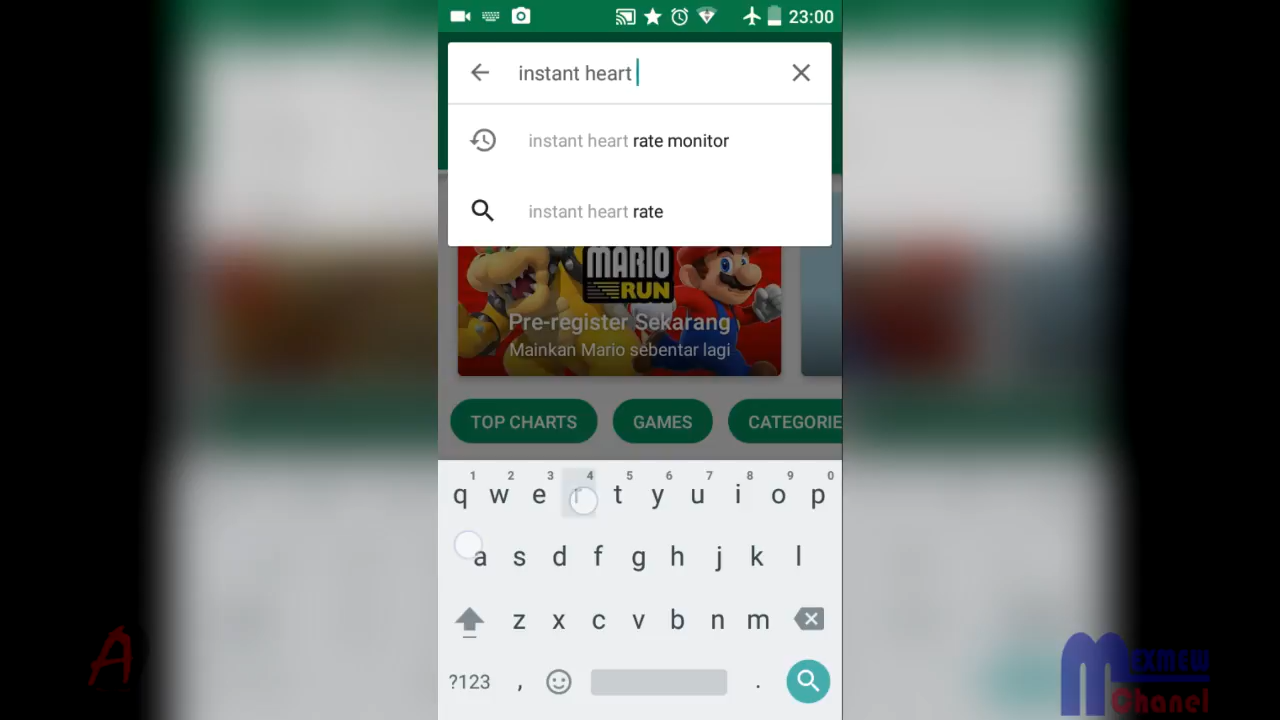 23:00
instant heart
instant heart rate monitor
instant heart rate
MARIO
RUN
Pre-register Sekarang
Mainkan Mario sebentar lagi
TOP CHARTS GAMES CATEGORIE
1 2 3 4 5 6 7 8 9 0
q w e r t y u i o p
a s d f g h j k l
z x c v b n m
?123 , .
A
MEXMEW
Chanel